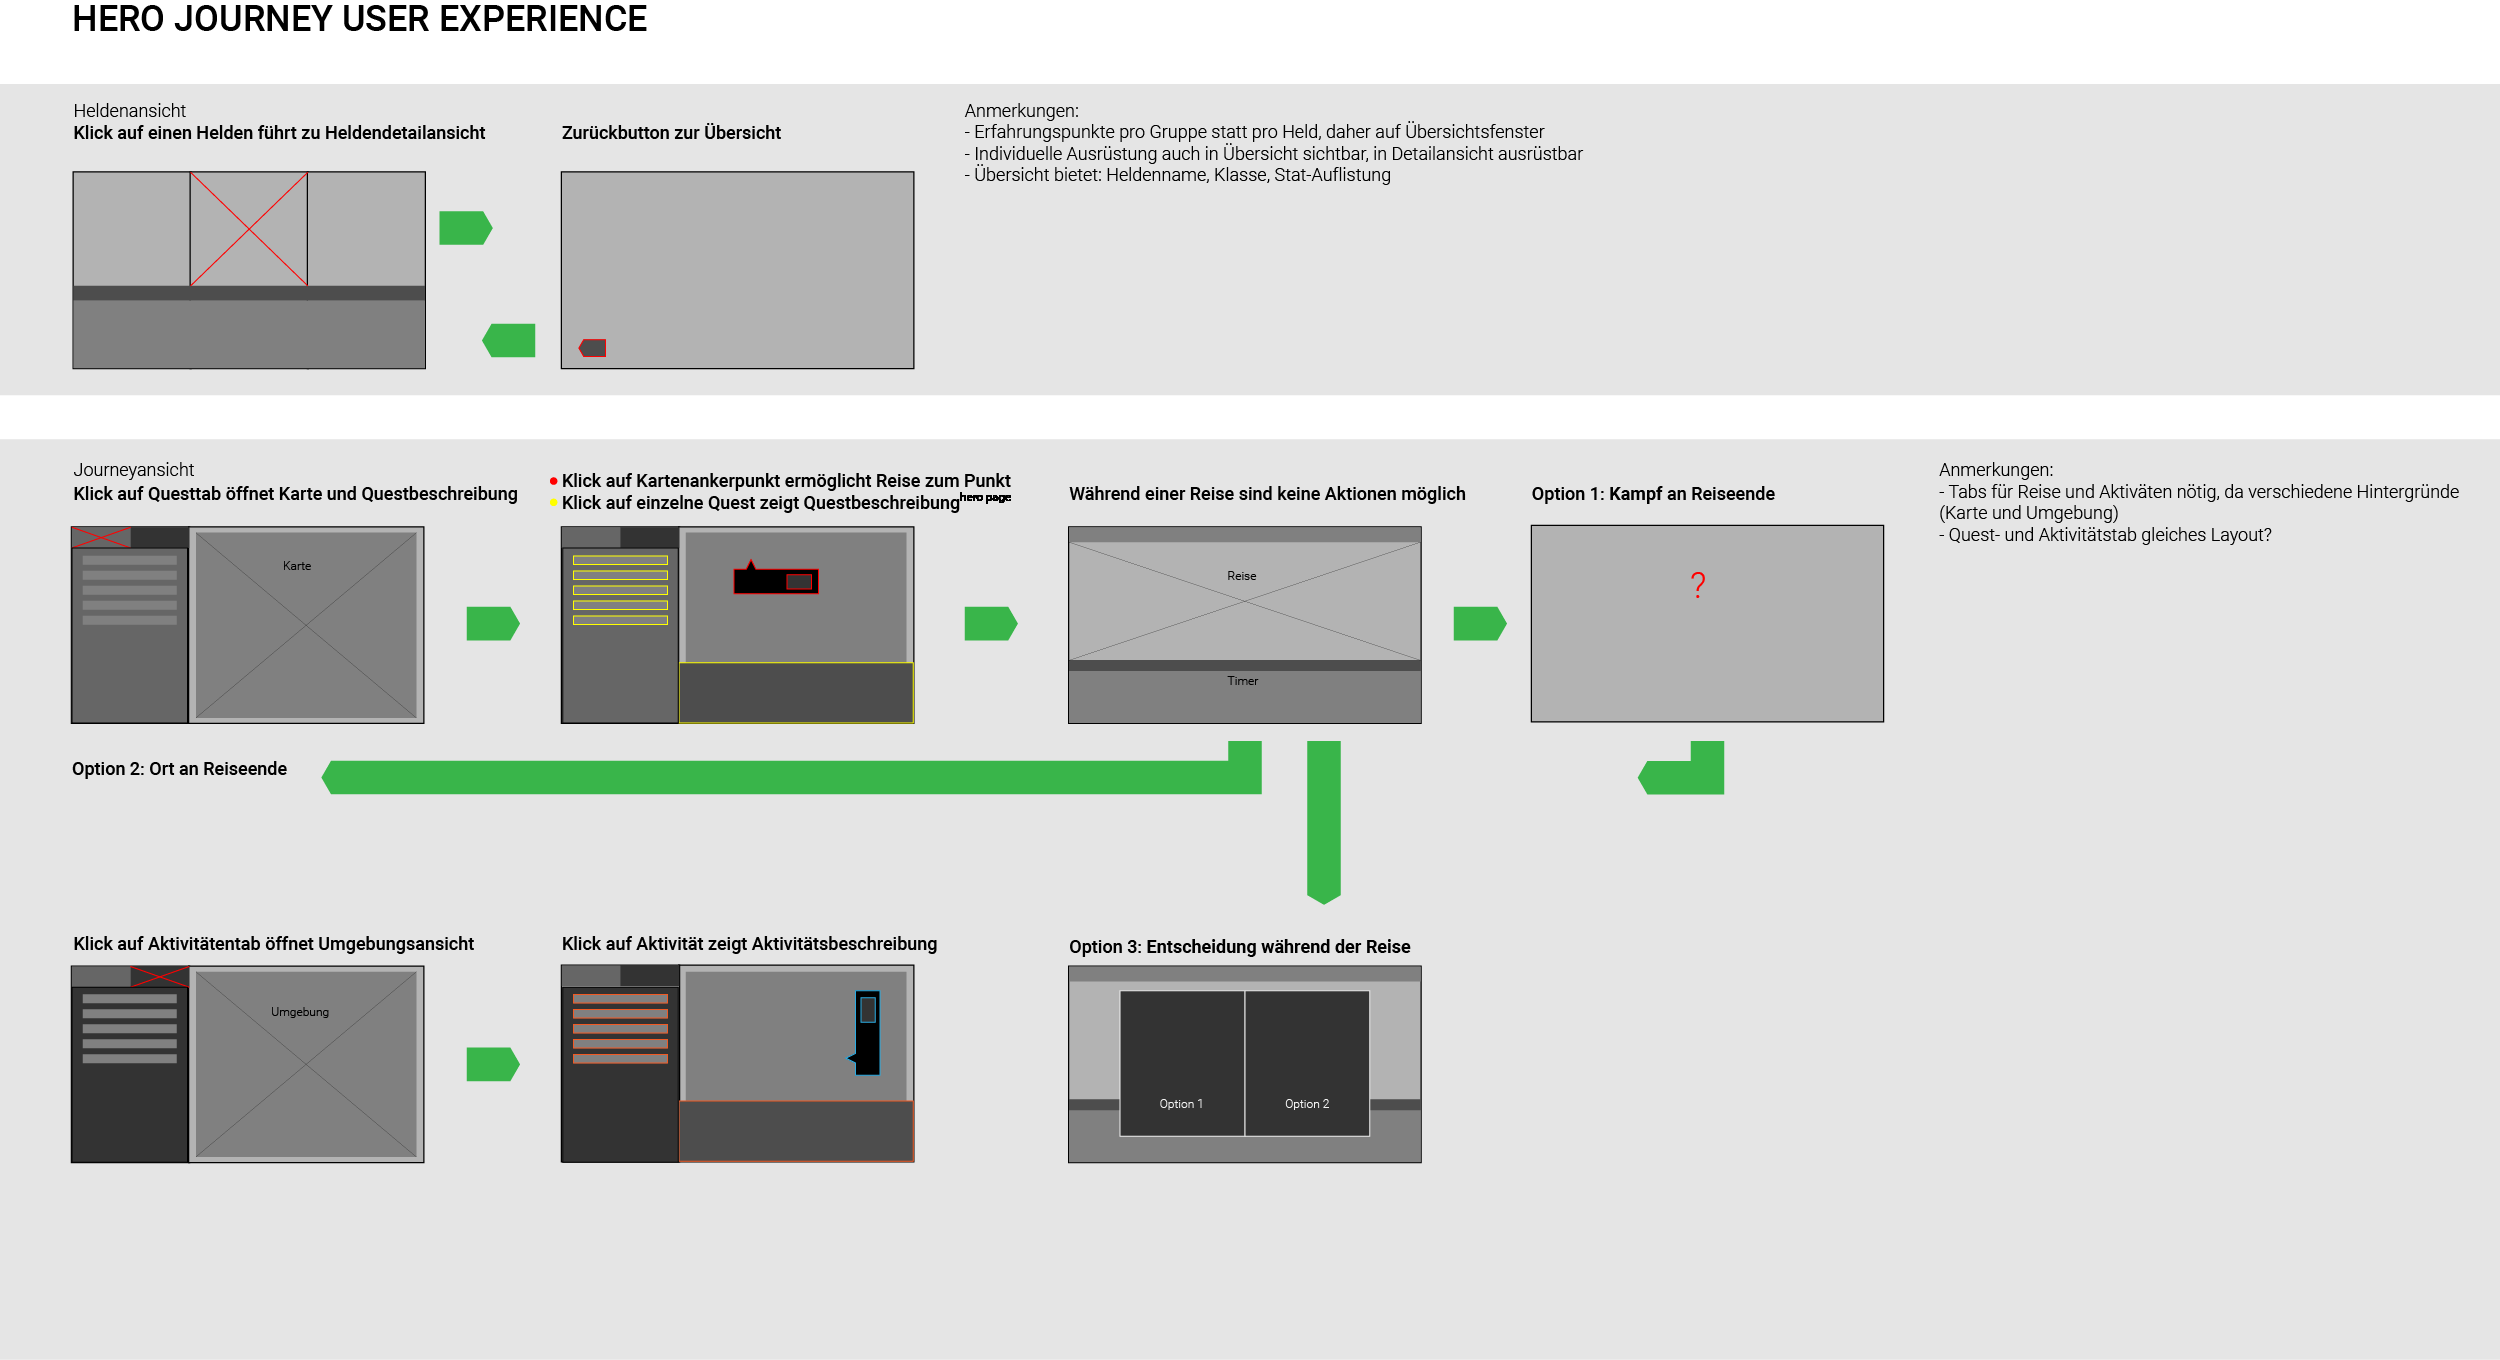 HERO JOURNEY USER EXPERIENCE
Heldenansicht
Klick auf einen Helden führt zu Heldendetailansicht
Zurückbutton zur Übersicht
Anmerkungen:
- Erfahrungspunkte pro Gruppe statt pro Held, daher auf Übersichtsfenster
- Individuelle Ausrüstung auch in Übersicht sichtbar, in Detailansicht ausrüstbar
- Übersicht bietet: Heldenname, Klasse, Stat-Auflistung
Journeyansicht
Klick auf Questtab öffnet Karte und Questbeschreibung
Klick auf Kartenankerpunkt ermöglicht Reise zum Punkt
Klick auf einzelne Quest zeigt Questbeschreibung
hero page
Während einer Reise sind keine Aktionen möglich
Option 1: Kampf an Reiseende
Anmerkungen:
- Tabs für Reise und Aktiväten nötig, da verschiedene Hintergründe
(Karte und Umgebung)
- Quest- und Aktivitätstab gleiches Layout?
Karte
Reise
Timer
?
Option 2: Ort an Reiseende
Klick auf Aktivitätentab öffnet Umgebungsansicht
Klick auf Aktivität zeigt Aktivitätsbeschreibung
Option 3: Entscheidung während der Reise
Umgebung
Option 1
Option 2